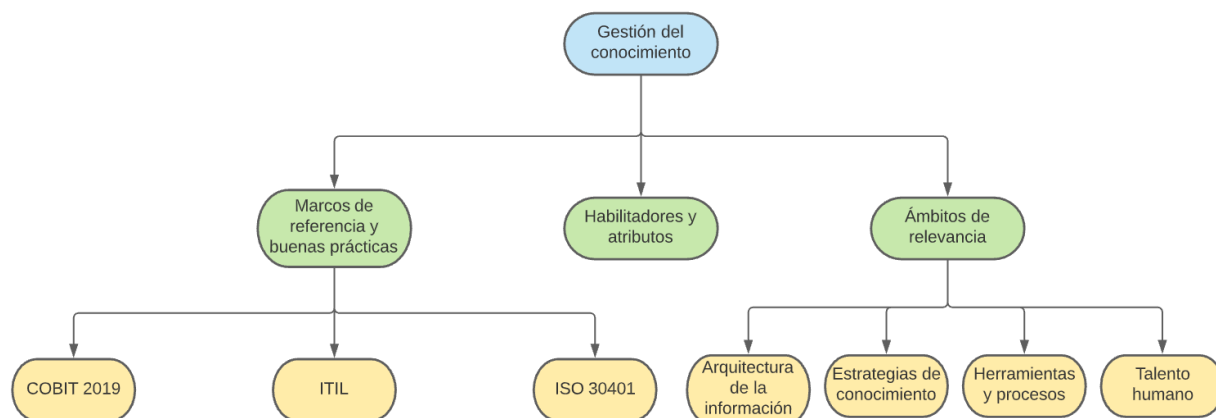 Gestión del
conocimiento
Marcos de
referencia y
buenas prácticas
Habilitadores y
atributos
Ámbitos de
relevancia
COBIT 2019
ITIL
ISO 30401
Arquitectura
de la
información
Estrategias de
conocimiento
Herramientas
y procesos
Talento
humano